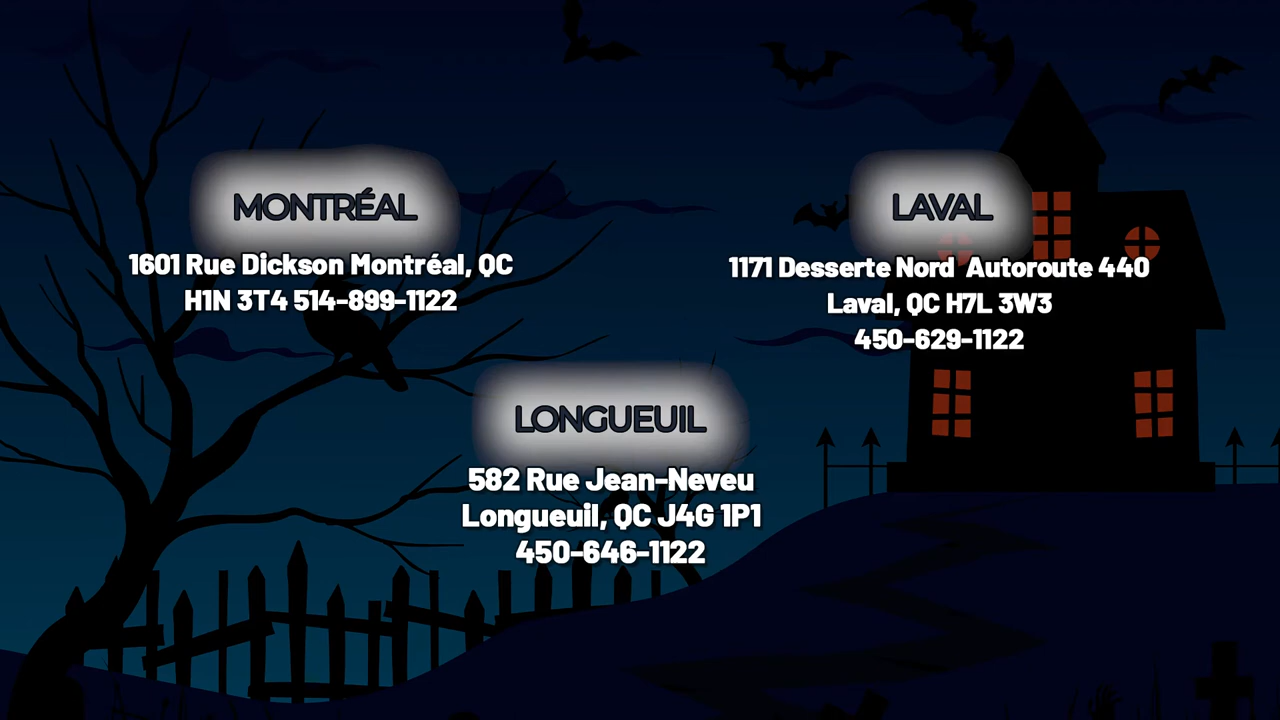 MONTRÉAL
1601 Rue Dickson Montréal, QC
H1N 3T4 514-899-1122
LAVAL
1171 Desserte Nord  Autoroute 440
Laval, QC H7L 3W3
450-629-1122
LONGUEUIL
582 Rue Jean-Neveu
Longueuil, QC J4G 1P1
450-646-1122